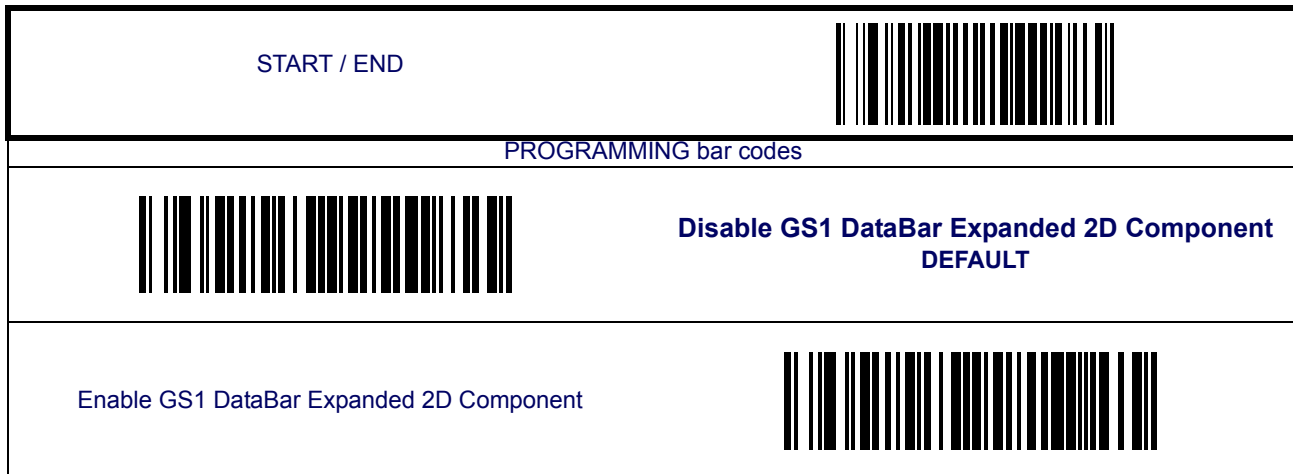 START / END
PROGRAMMING bar codes
Disable GS1 DataBar Expanded 2D Component
DEFAULT
Enable GS1 DataBar Expanded 2D Component